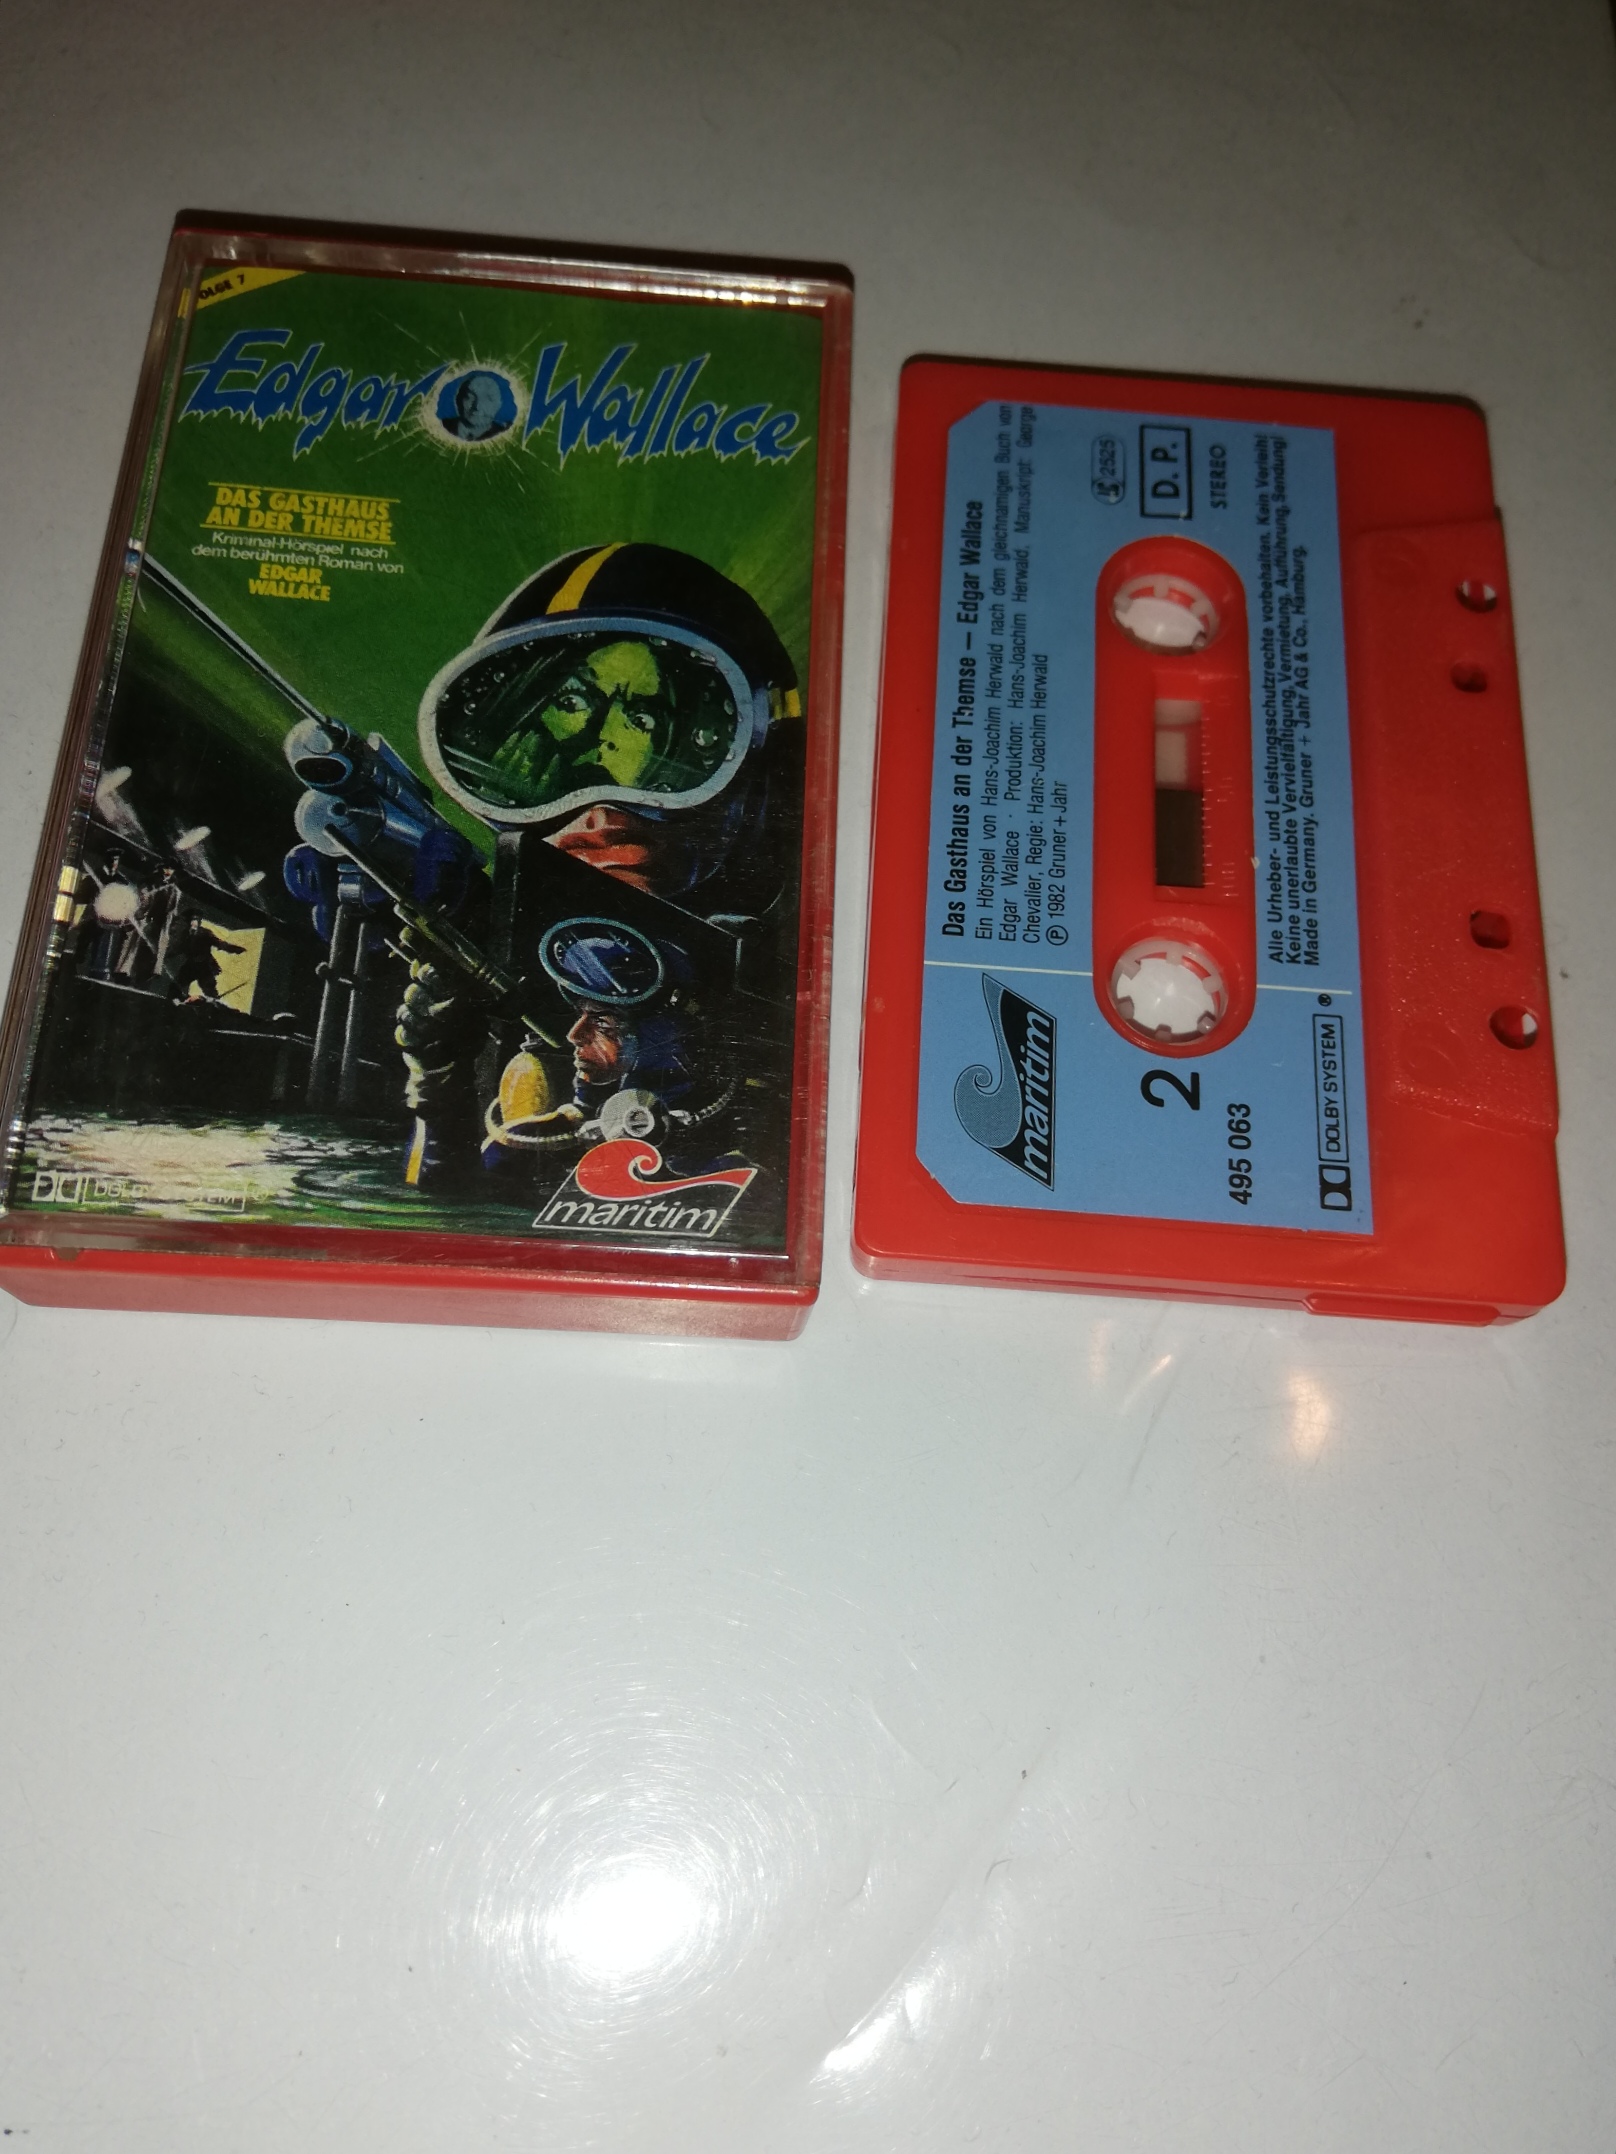 FOLGE 7
Edgar Wallace
DAS GASTHAUS
AN DER THEMSE
Kriminal-Hörspiel nach
dem berühmten Roman von
EDGAR
WALLACE
DOLBY SYSTEM
maritim
Das Gasthaus an der Themse — Edgar Wallace
Ein Hörspiel von Hans-Joachim Herwald nach dem gleichnamigen Buch von
Edgar Wallace · Produktion: Hans-Joachim Herwald, Manuskript: George
Chevalier, Regie: Hans-Joachim Herwald
Ⓟ 1982 Gruner + Jahr
2525
D. P.
STEREO
maritim
2
495 063
Alle Urheber- und Leistungsschutzrechte vorbehalten. Kein Verleih!
Keine unerlaubte Vervielfältigung, Vermietung, Aufführung, Sendung!
Made in Germany. Gruner + Jahr AG & Co., Hamburg.
DOLBY SYSTEM ®